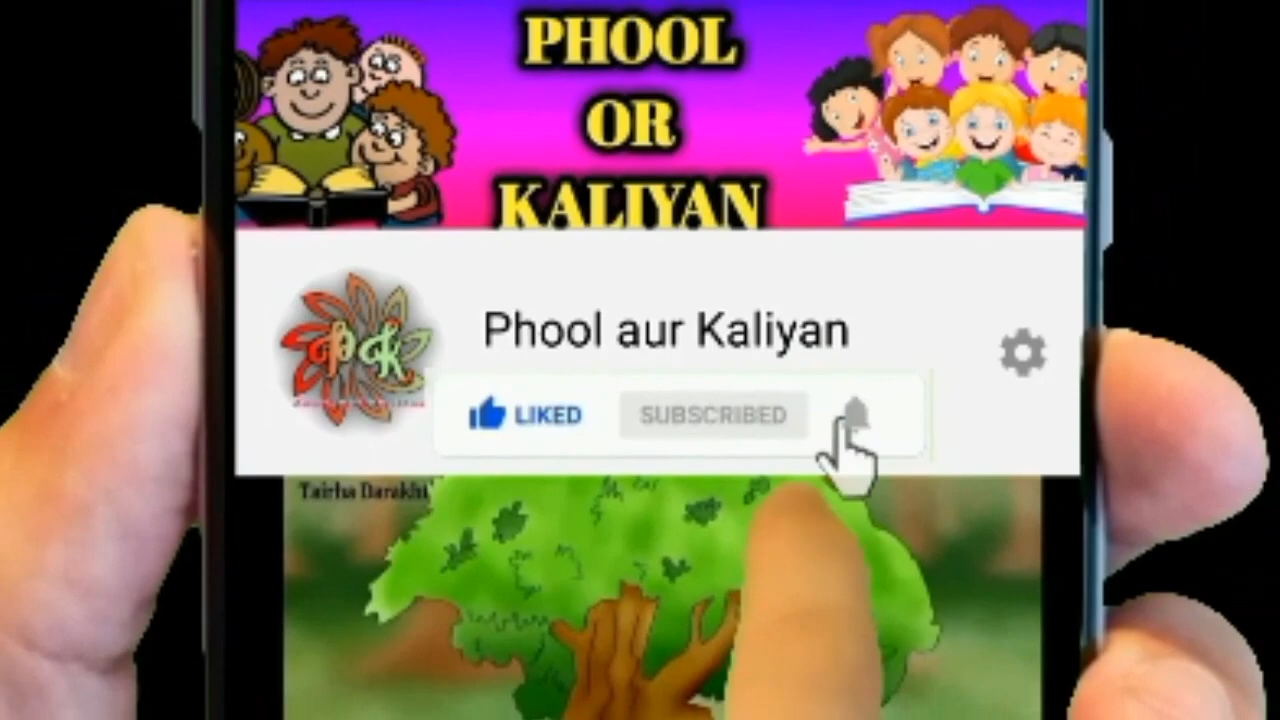 PHOOL
OR
KALIYAN
Phool aur Kaliyan
LIKED SUBSCRIBED
Tairha Darakht